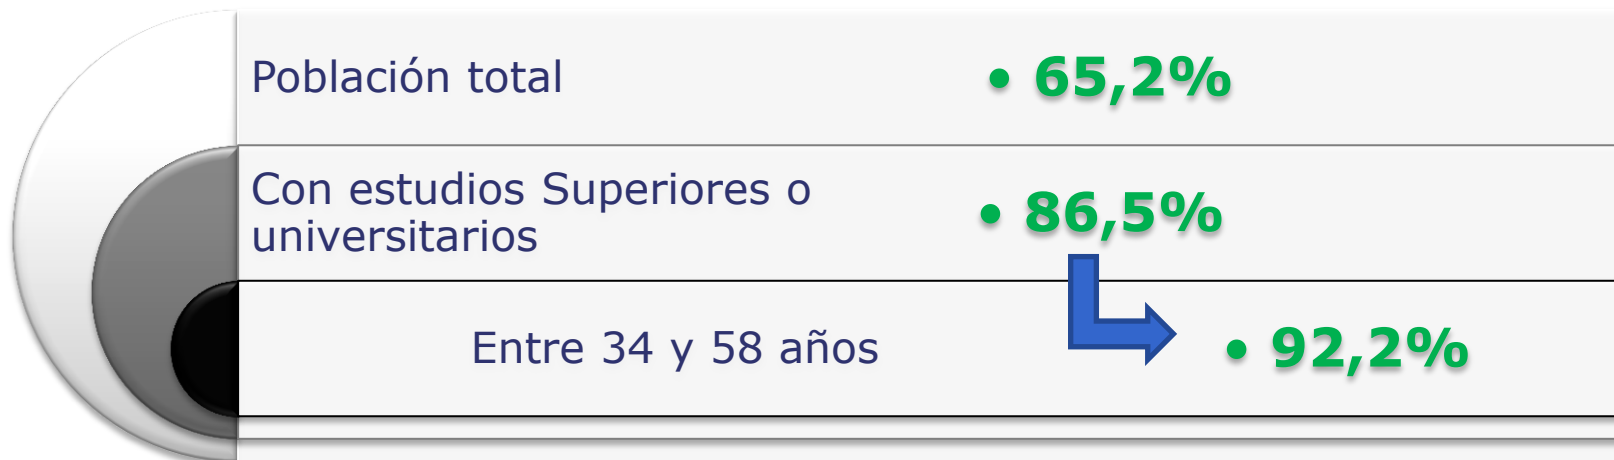 Población total
• 65,2%
Con estudios Superiores o
universitarios
• 86,5%
Entre 34 y 58 años
• 92,2%